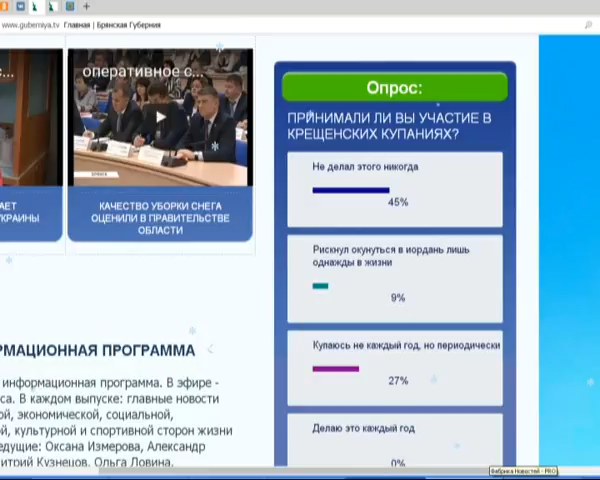 www.guberniya.tv Главная | Брянская Губерния
с...
оперативное с...
АЕТ
УКРАИНЫ
КАЧЕСТВО УБОРКИ СНЕГА
ОЦЕНИЛИ В ПРАВИТЕЛЬСТВЕ
ОБЛАСТИ
Опрос:
ПРИНИМАЛИ ЛИ ВЫ УЧАСТИЕ В
КРЕЩЕНСКИХ КУПАНИЯХ?
Не делал этого никогда
45%
Рискнул окунуться в иордань лишь
однажды в жизни
9%
Купаюсь не каждый год, но периодически
27%
Делаю это каждый год
0%
РМАЦИОННАЯ ПРОГРАММА
информационная программа. В эфире -
са. В каждом выпуске: главные новости
ой, экономической, социальной,
й, культурной и спортивной сторон жизни
едущие: Оксана Измерова, Александр
итрий Кузнецов, Ольга Ловина.
Фабрика Новостей - PRO